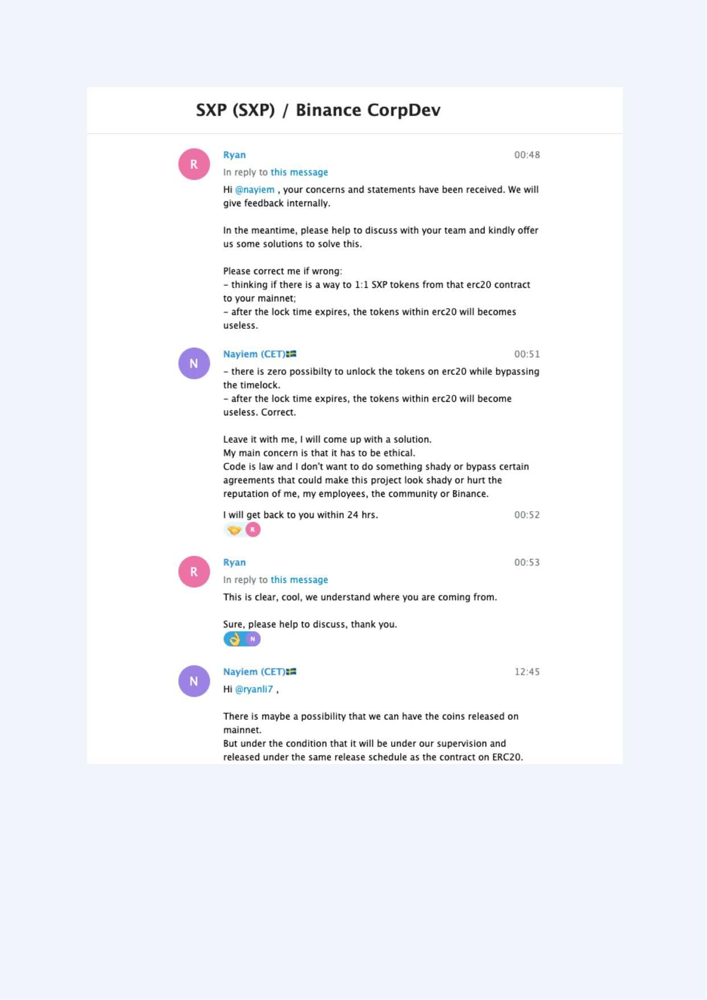 SXP (SXP) / Binance CorpDev
R
Ryan 00:48
In reply to this message
Hi @nayiem , your concerns and statements have been received. We will
give feedback internally.
In the meantime, please help to discuss with your team and kindly offer
us some solutions to solve this.
Please correct me if wrong:
– thinking if there is a way to 1:1 SXP tokens from that erc20 contract
to your mainnet;
– after the lock time expires, the tokens within erc20 will becomes
useless.
N
Nayiem (CET)🇸🇪 00:51
– there is zero possibilty to unlock the tokens on erc20 while bypassing
the timelock.
– after the lock time expires, the tokens within erc20 will become
useless. Correct.
Leave it with me, I will come up with a solution.
My main concern is that it has to be ethical.
Code is law and I don't want to do something shady or bypass certain
agreements that could make this project look shady or hurt the
reputation of me, my employees, the community or Binance.
I will get back to you within 24 hrs. 00:52
R
R
Ryan 00:53
In reply to this message
This is clear, cool, we understand where you are coming from.
Sure, please help to discuss, thank you.
N
N
Nayiem (CET)🇸🇪 12:45
Hi @ryanli7 ,
There is maybe a possibility that we can have the coins released on
mainnet.
But under the condition that it will be under our supervision and
released under the same release schedule as the contract on ERC20.